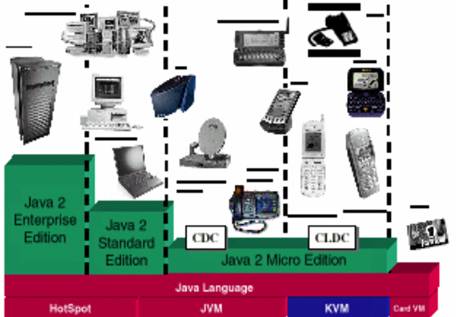 Java 2
Enterprise
Edition
Java 2
Standard
Edition
CDC
CLDC
Java 2 Micro Edition
Java Language
HotSpot
JVM
KVM
Card VM